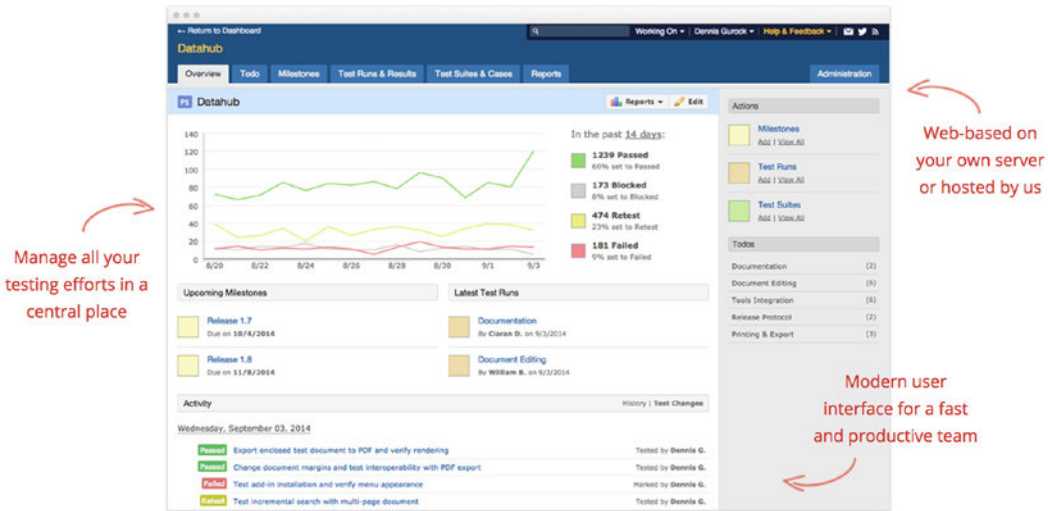 ← Return to Dashboard
Working On Dennis Gurock Help & Feedback
Datahub
Overview Todo Milestones Test Runs & Results Test Suites & Cases Reports Administration
Datahub
Reports Edit
140
120
100
80
60
40
20
0
8/20 8/22 8/24 8/26 8/28 8/30 9/1 9/3
In the past 14 days:
1239 Passed
60% set to Passed
173 Blocked
8% set to Blocked
474 Retest
23% set to Retest
181 Failed
9% set to Failed
Upcoming Milestones
Release 1.7
Due on 10/4/2014
Release 1.8
Due on 11/8/2014
Latest Test Runs
Documentation
By Ciaran D. on 9/3/2014
Document Editing
By William B. on 9/3/2014
Activity
History | Test Changes
Wednesday, September 03, 2014
Passed Export enclosed test document to PDF and verify rendering Tested by Dennis G.
Passed Change document margins and test interoperability with PDF export Tested by Dennis G.
Failed Test add-in installation and verify menu appearance Marked by Dennis G.
Retest Test incremental search with multi-page document Tested by Dennis G.
Actions
Milestones
Add | View All
Test Runs
Add | View All
Test Suites
Add | View All
Todos
Documentation (2)
Document Editing (6)
Tools Integration (6)
Release Protocol (2)
Printing & Export (3)
Manage all your
testing efforts in a
central place
Web-based on
your own server
or hosted by us
Modern user
interface for a fast
and productive team